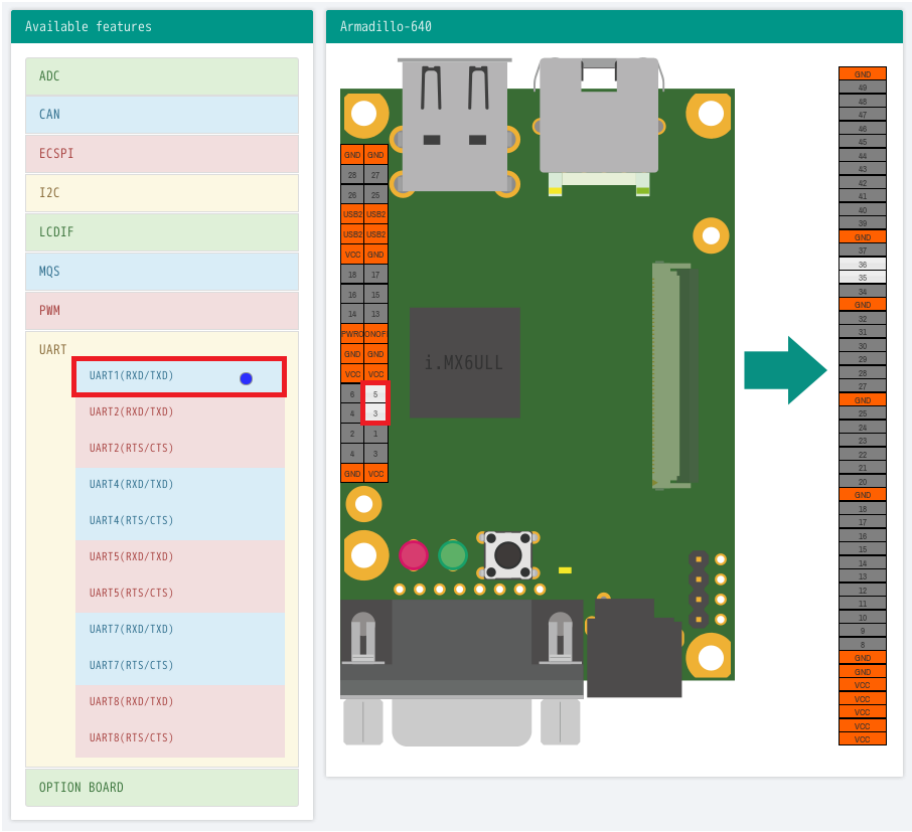 Available features
ADC
CAN
ECSPI
I2C
LCDIF
MQS
PWM
UART
UART1(RXD/TXD)
UART2(RXD/TXD)
UART2(RTS/CTS)
UART4(RXD/TXD)
UART4(RTS/CTS)
UART5(RXD/TXD)
UART5(RTS/CTS)
UART7(RXD/TXD)
UART7(RTS/CTS)
UART8(RXD/TXD)
UART8(RTS/CTS)
OPTION BOARD
Armadillo-640
GND GND
28 27
26 25
USB2 USB2
USB2 USB2
VCC GND
18 17
16 15
14 13
PWRO ONOF
GND GND
VCC VCC
6 5
4 3
2 1
4 3
GND VCC
i.MX6ULL
GND
49
48
47
46
45
44
43
42
41
40
39
GND
37
36
35
34
GND
32
31
30
29
28
27
GND
25
24
23
22
21
20
GND
18
17
16
15
14
13
12
11
10
9
8
GND
GND
VCC
VCC
VCC
VCC
VCC